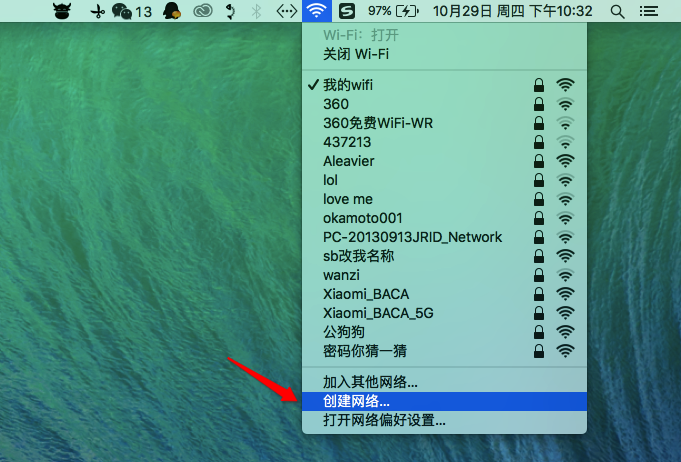 13 97% 10月29日 周四 下午10:32
Wi-Fi：打开
关闭 Wi-Fi
我的wifi
360
360免费WiFi-WR
437213
Aleavier
lol
love me
okamoto001
PC-20130913JRID_Network
sb改我名称
wanzi
Xiaomi_BACA
Xiaomi_BACA_5G
公狗狗
密码你猜一猜
加入其他网络...
创建网络...
打开网络偏好设置...